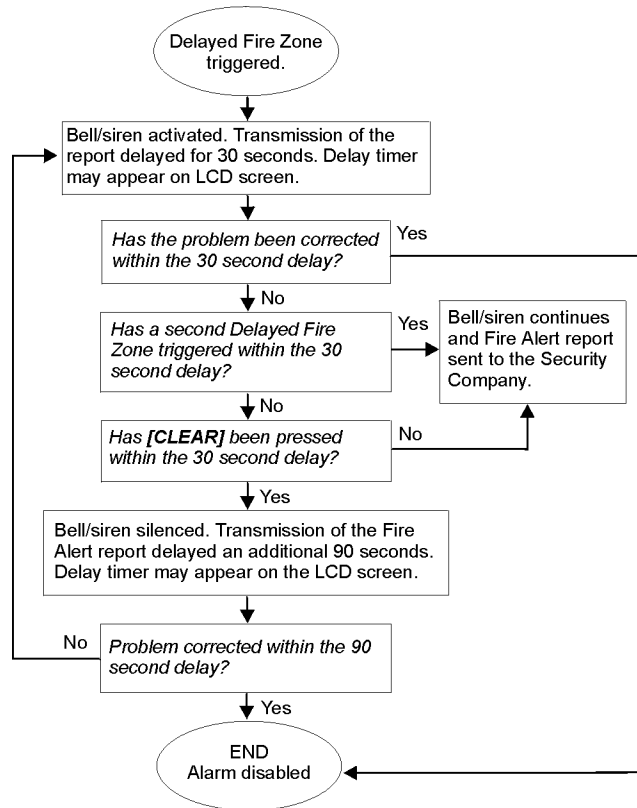 Delayed Fire Zone
triggered.
Bell/siren activated. Transmission of the
report delayed for 30 seconds. Delay timer
may appear on LCD screen.
Has the problem been corrected
within the 30 second delay?
Yes
No
Has a second Delayed Fire
Zone triggered within the 30
second delay?
Yes
Bell/siren continues
and Fire Alert report
sent to the Security
Company.
No
Has [CLEAR] been pressed
within the 30 second delay?
No
Yes
Bell/siren silenced. Transmission of the Fire
Alert report delayed an additional 90 seconds.
Delay timer may appear on the LCD screen.
No
Problem corrected within the 90
second delay?
Yes
END
Alarm disabled